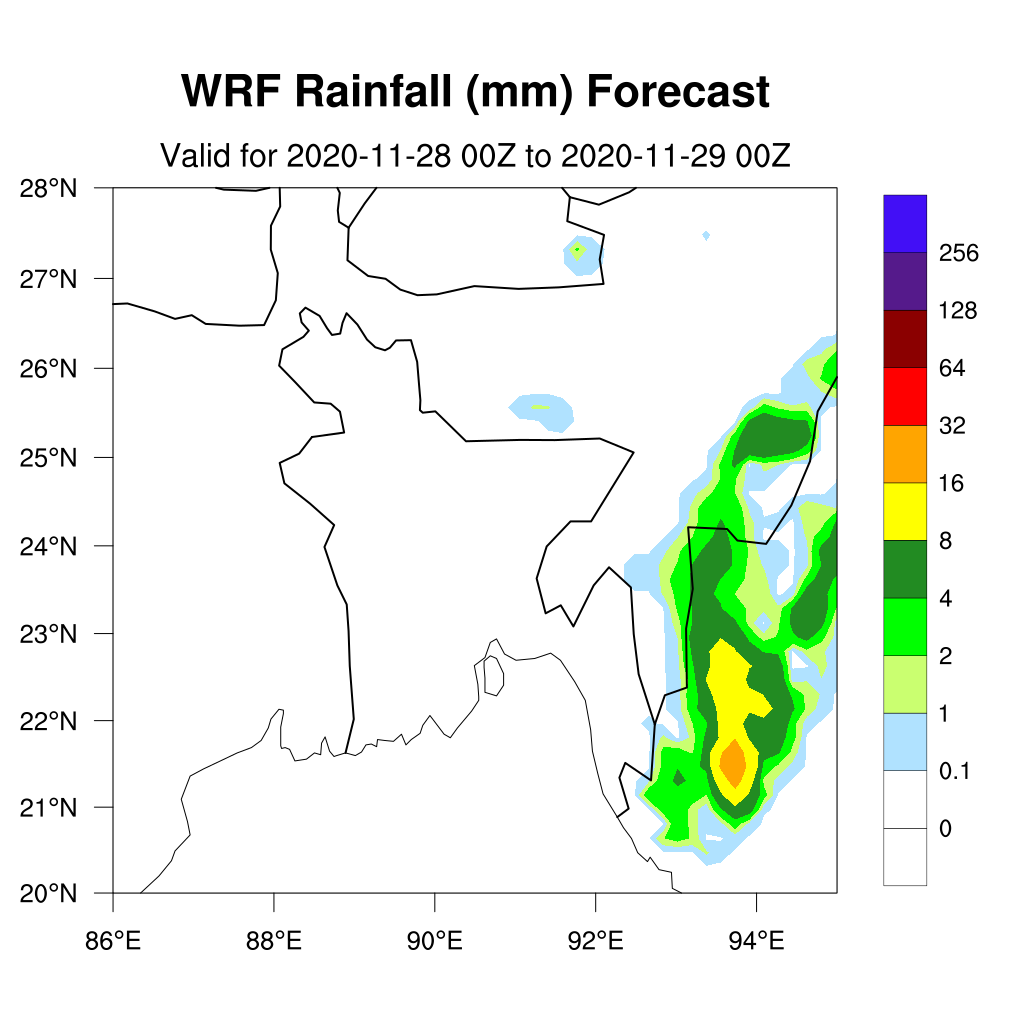 WRF Rainfall (mm) Forecast
Valid for 2020-11-28 00Z to 2020-11-29 00Z
28°N
27°N
26°N
25°N
24°N
23°N
22°N
21°N
20°N
86°E 88°E 90°E 92°E 94°E
256
128
64
32
16
8
4
2
1
0.1
0